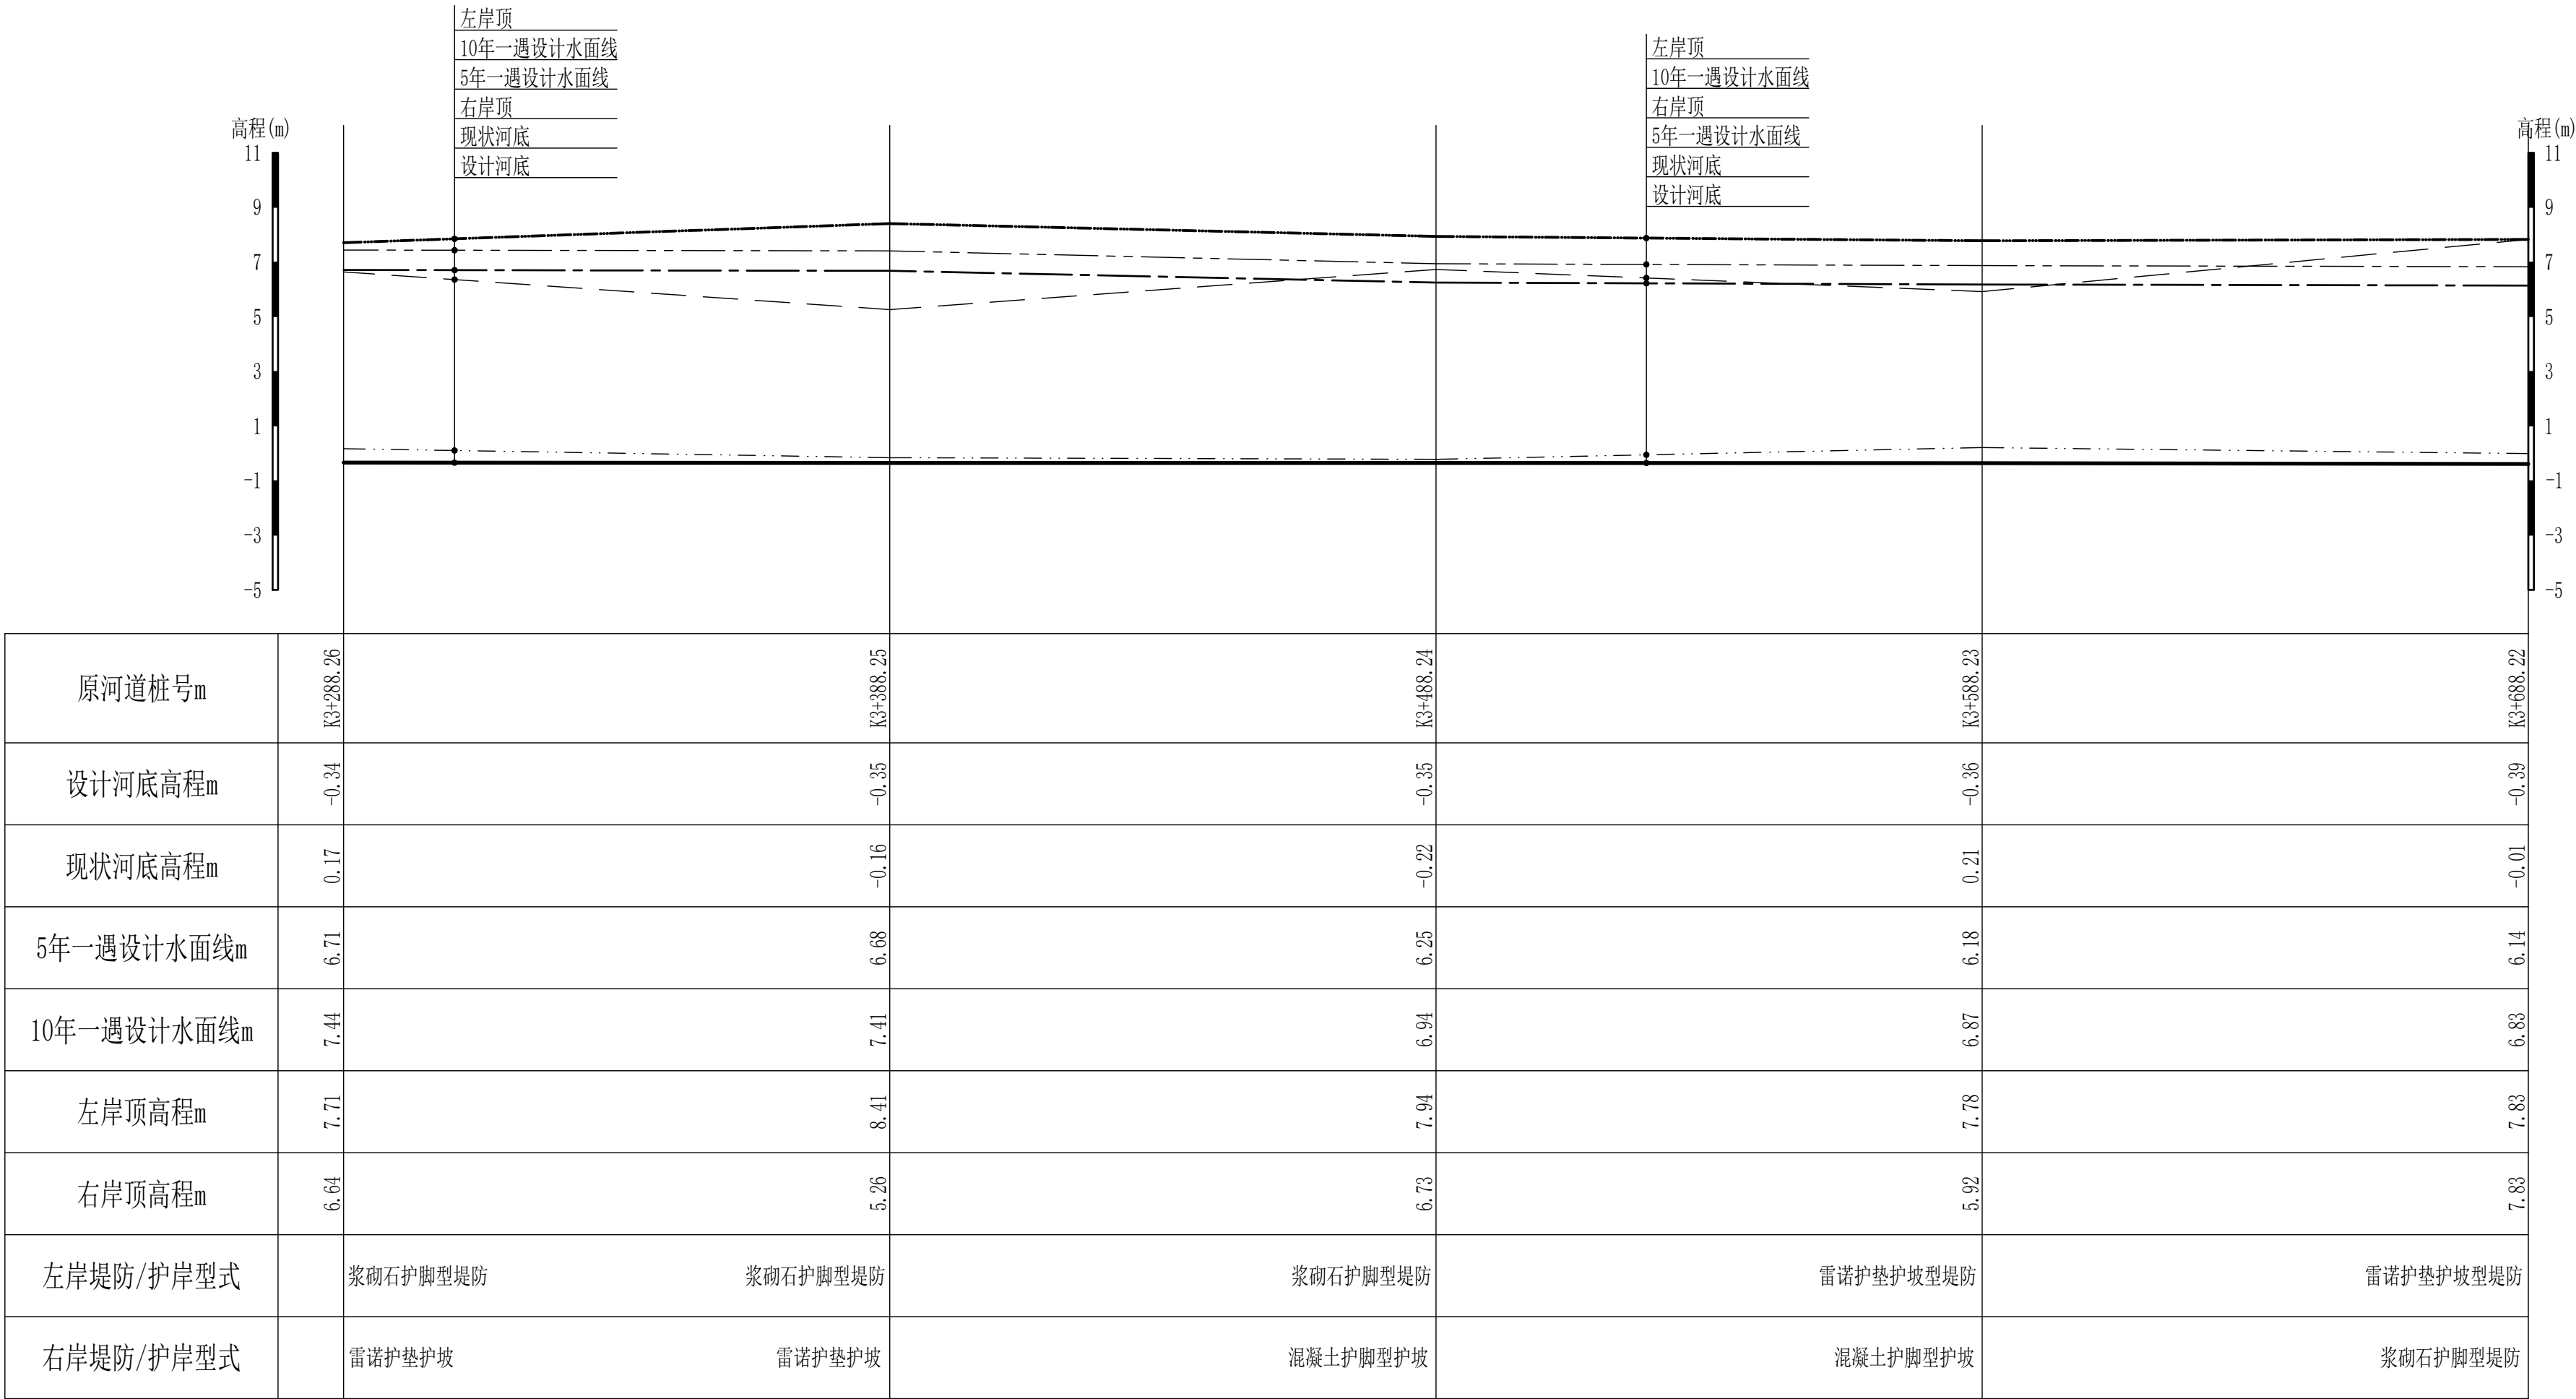 左岸顶
10年一遇设计水面线
5年一遇设计水面线
右岸顶
现状河底
设计河底
左岸顶
10年一遇设计水面线
右岸顶
5年一遇设计水面线
现状河底
设计河底
高程(m)
11
9
7
5
3
1
-1
-3
-5
高程(m)
11
9
7
5
3
1
-1
-3
-5
原河道桩号m K3+288.26 K3+388.25 K3+488.24 K3+588.23 K3+688.22
设计河底高程m -0.34 -0.35 -0.35 -0.36 -0.39
现状河底高程m 0.17 -0.16 -0.22 0.21 -0.01
5年一遇设计水面线m 6.71 6.68 6.25 6.18 6.14
10年一遇设计水面线m 7.44 7.41 6.94 6.87 6.83
左岸顶高程m 7.71 8.41 7.94 7.78 7.83
右岸顶高程m 6.64 5.26 6.73 5.92 7.83
左岸堤防/护岸型式 浆砌石护脚型堤防 浆砌石护脚型堤防 浆砌石护脚型堤防 雷诺护垫护坡型堤防 雷诺护垫护坡型堤防
右岸堤防/护岸型式 雷诺护垫护坡 雷诺护垫护坡 混凝土护脚型护坡 混凝土护脚型护坡 浆砌石护脚型堤防